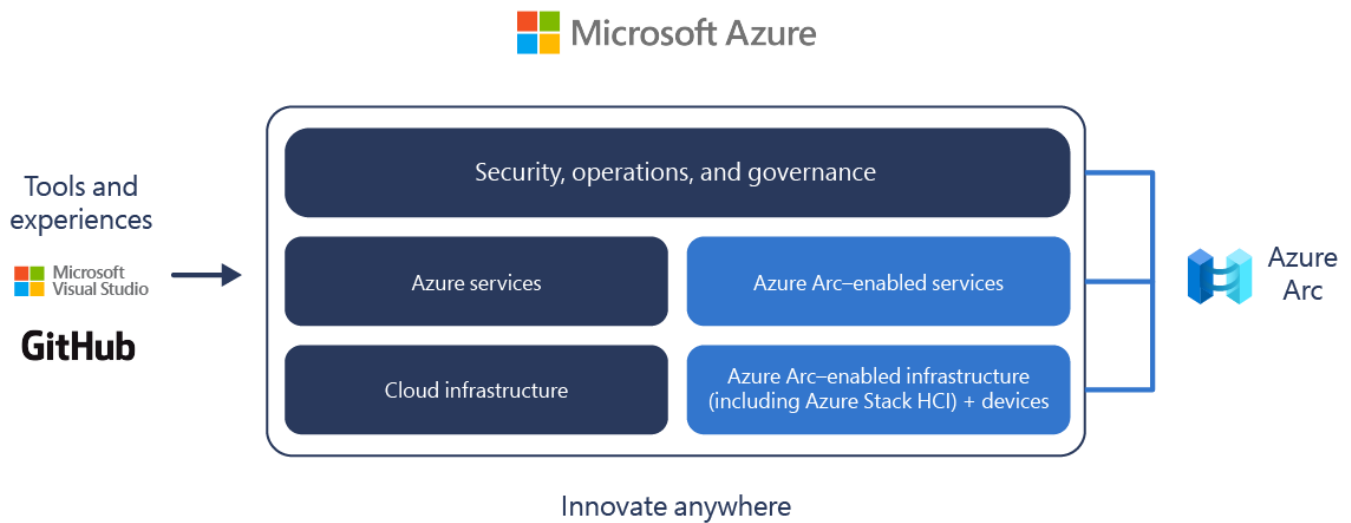 Microsoft Azure
Tools and
experiences
Microsoft
Visual Studio
GitHub
Security, operations, and governance
Azure services
Azure Arc–enabled services
Cloud infrastructure
Azure Arc–enabled infrastructure
(including Azure Stack HCI) + devices
Azure
Arc
Innovate anywhere